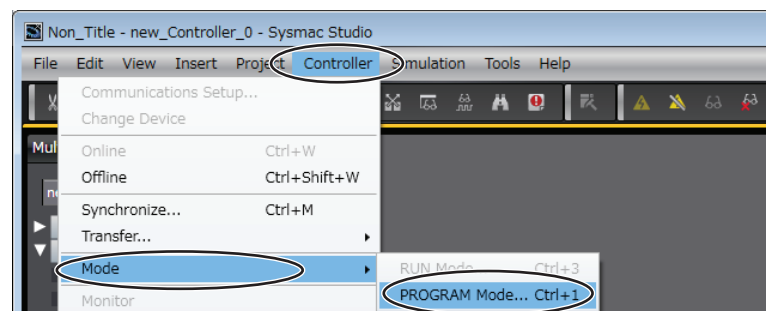 Non_Title - new_Controller_0 - Sysmac Studio
File Edit View Insert Project Controller Simulation Tools Help
Communications Setup...
Change Device
Online Ctrl+W
Offline Ctrl+Shift+W
Synchronize... Ctrl+M
Transfer...
Mode
RUN Mode... Ctrl+3
PROGRAM Mode... Ctrl+1
Monitor